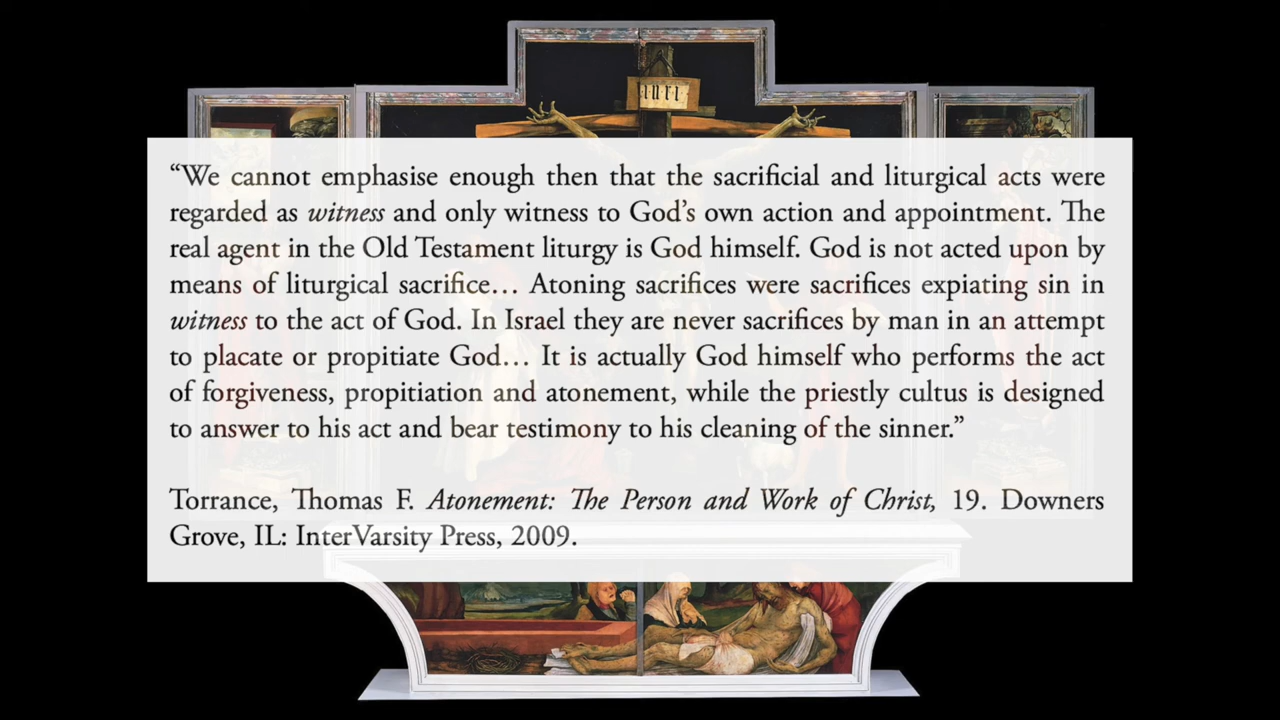 INRI
“We cannot emphasise enough then that the sacrificial and liturgical acts were
regarded as witness and only witness to God’s own action and appointment. The
real agent in the Old Testament liturgy is God himself. God is not acted upon by
means of liturgical sacrifice… Atoning sacrifices were sacrifices expiating sin in
witness to the act of God. In Israel they are never sacrifices by man in an attempt
to placate or propitiate God… It is actually God himself who performs the act
of forgiveness, propitiation and atonement, while the priestly cultus is designed
to answer to his act and bear testimony to his cleaning of the sinner.”
Torrance, Thomas F. Atonement: The Person and Work of Christ, 19. Downers
Grove, IL: InterVarsity Press, 2009.